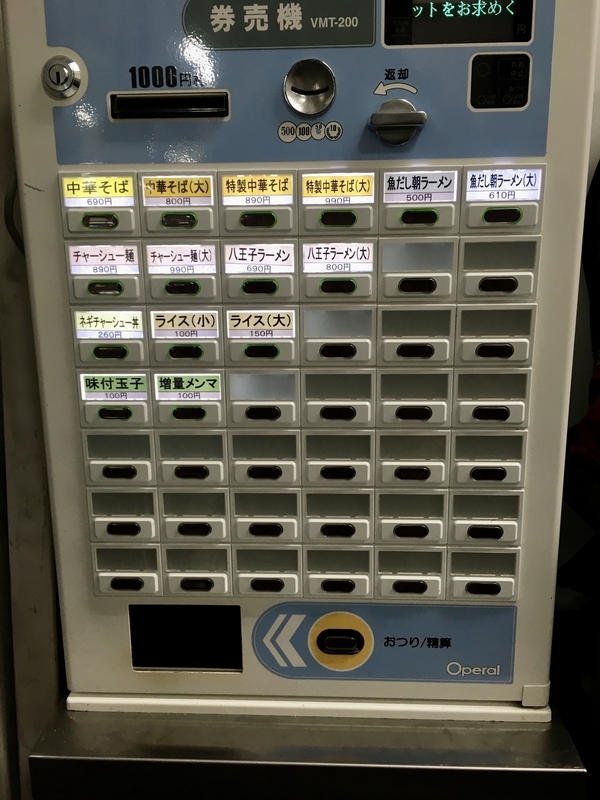 券売機 VMT-200
ットをお求めく
円
1000円札
返却
500 100 50 10
中華そば
690円
中華そば(大)
800円
特製中華そば
890円
特製中華そば(大)
990円
魚だし朝ラーメン
500円
魚だし朝ラーメン(大)
610円
チャーシュー麺
890円
チャーシュー麺(大)
990円
八王子ラーメン
690円
八王子ラーメン(大)
800円
ネギチャーシュー丼
260円
ライス(小)
100円
ライス(大)
150円
味付玉子
100円
増量メンマ
100円
おつり/精算
Operal